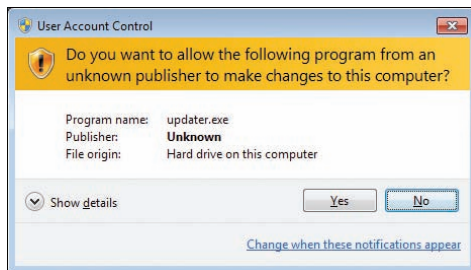 User Account Control
Do you want to allow the following program from an
unknown publisher to make changes to this computer?
Program name: updater.exe
Publisher: Unknown
File origin: Hard drive on this computer
Show details
Yes
No
Change when these notifications appear